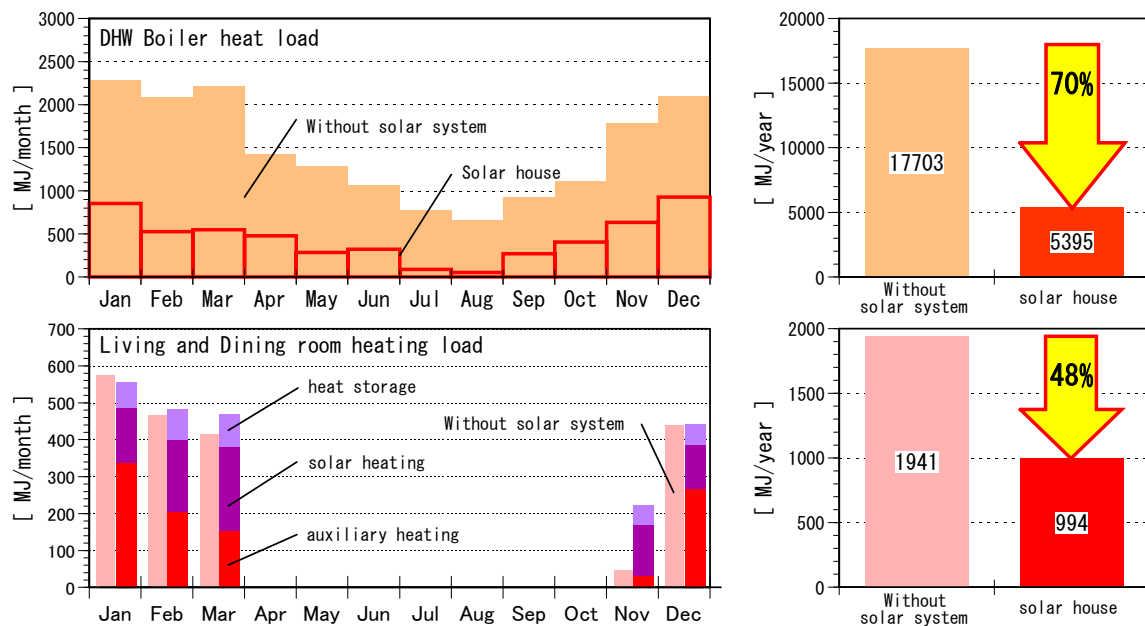 DHW Boiler heat load
[ MJ/month ]
3000
2500
2000
1500
1000
500
0
Without solar system
Solar house
Jan Feb Mar Apr May Jun Jul Aug Sep Oct Nov Dec
[ MJ/year ]
20000
15000
10000
5000
0
70%
17703
5395
Without
solar system
solar house
Living and Dining room heating load
[ MJ/month ]
700
600
500
400
300
200
100
0
heat storage
Without solar system
solar heating
auxiliary heating
Jan Feb Mar Apr May Jun Jul Aug Sep Oct Nov Dec
[ MJ/year ]
2000
1500
1000
500
0
48%
1941
994
Without
solar system
solar house